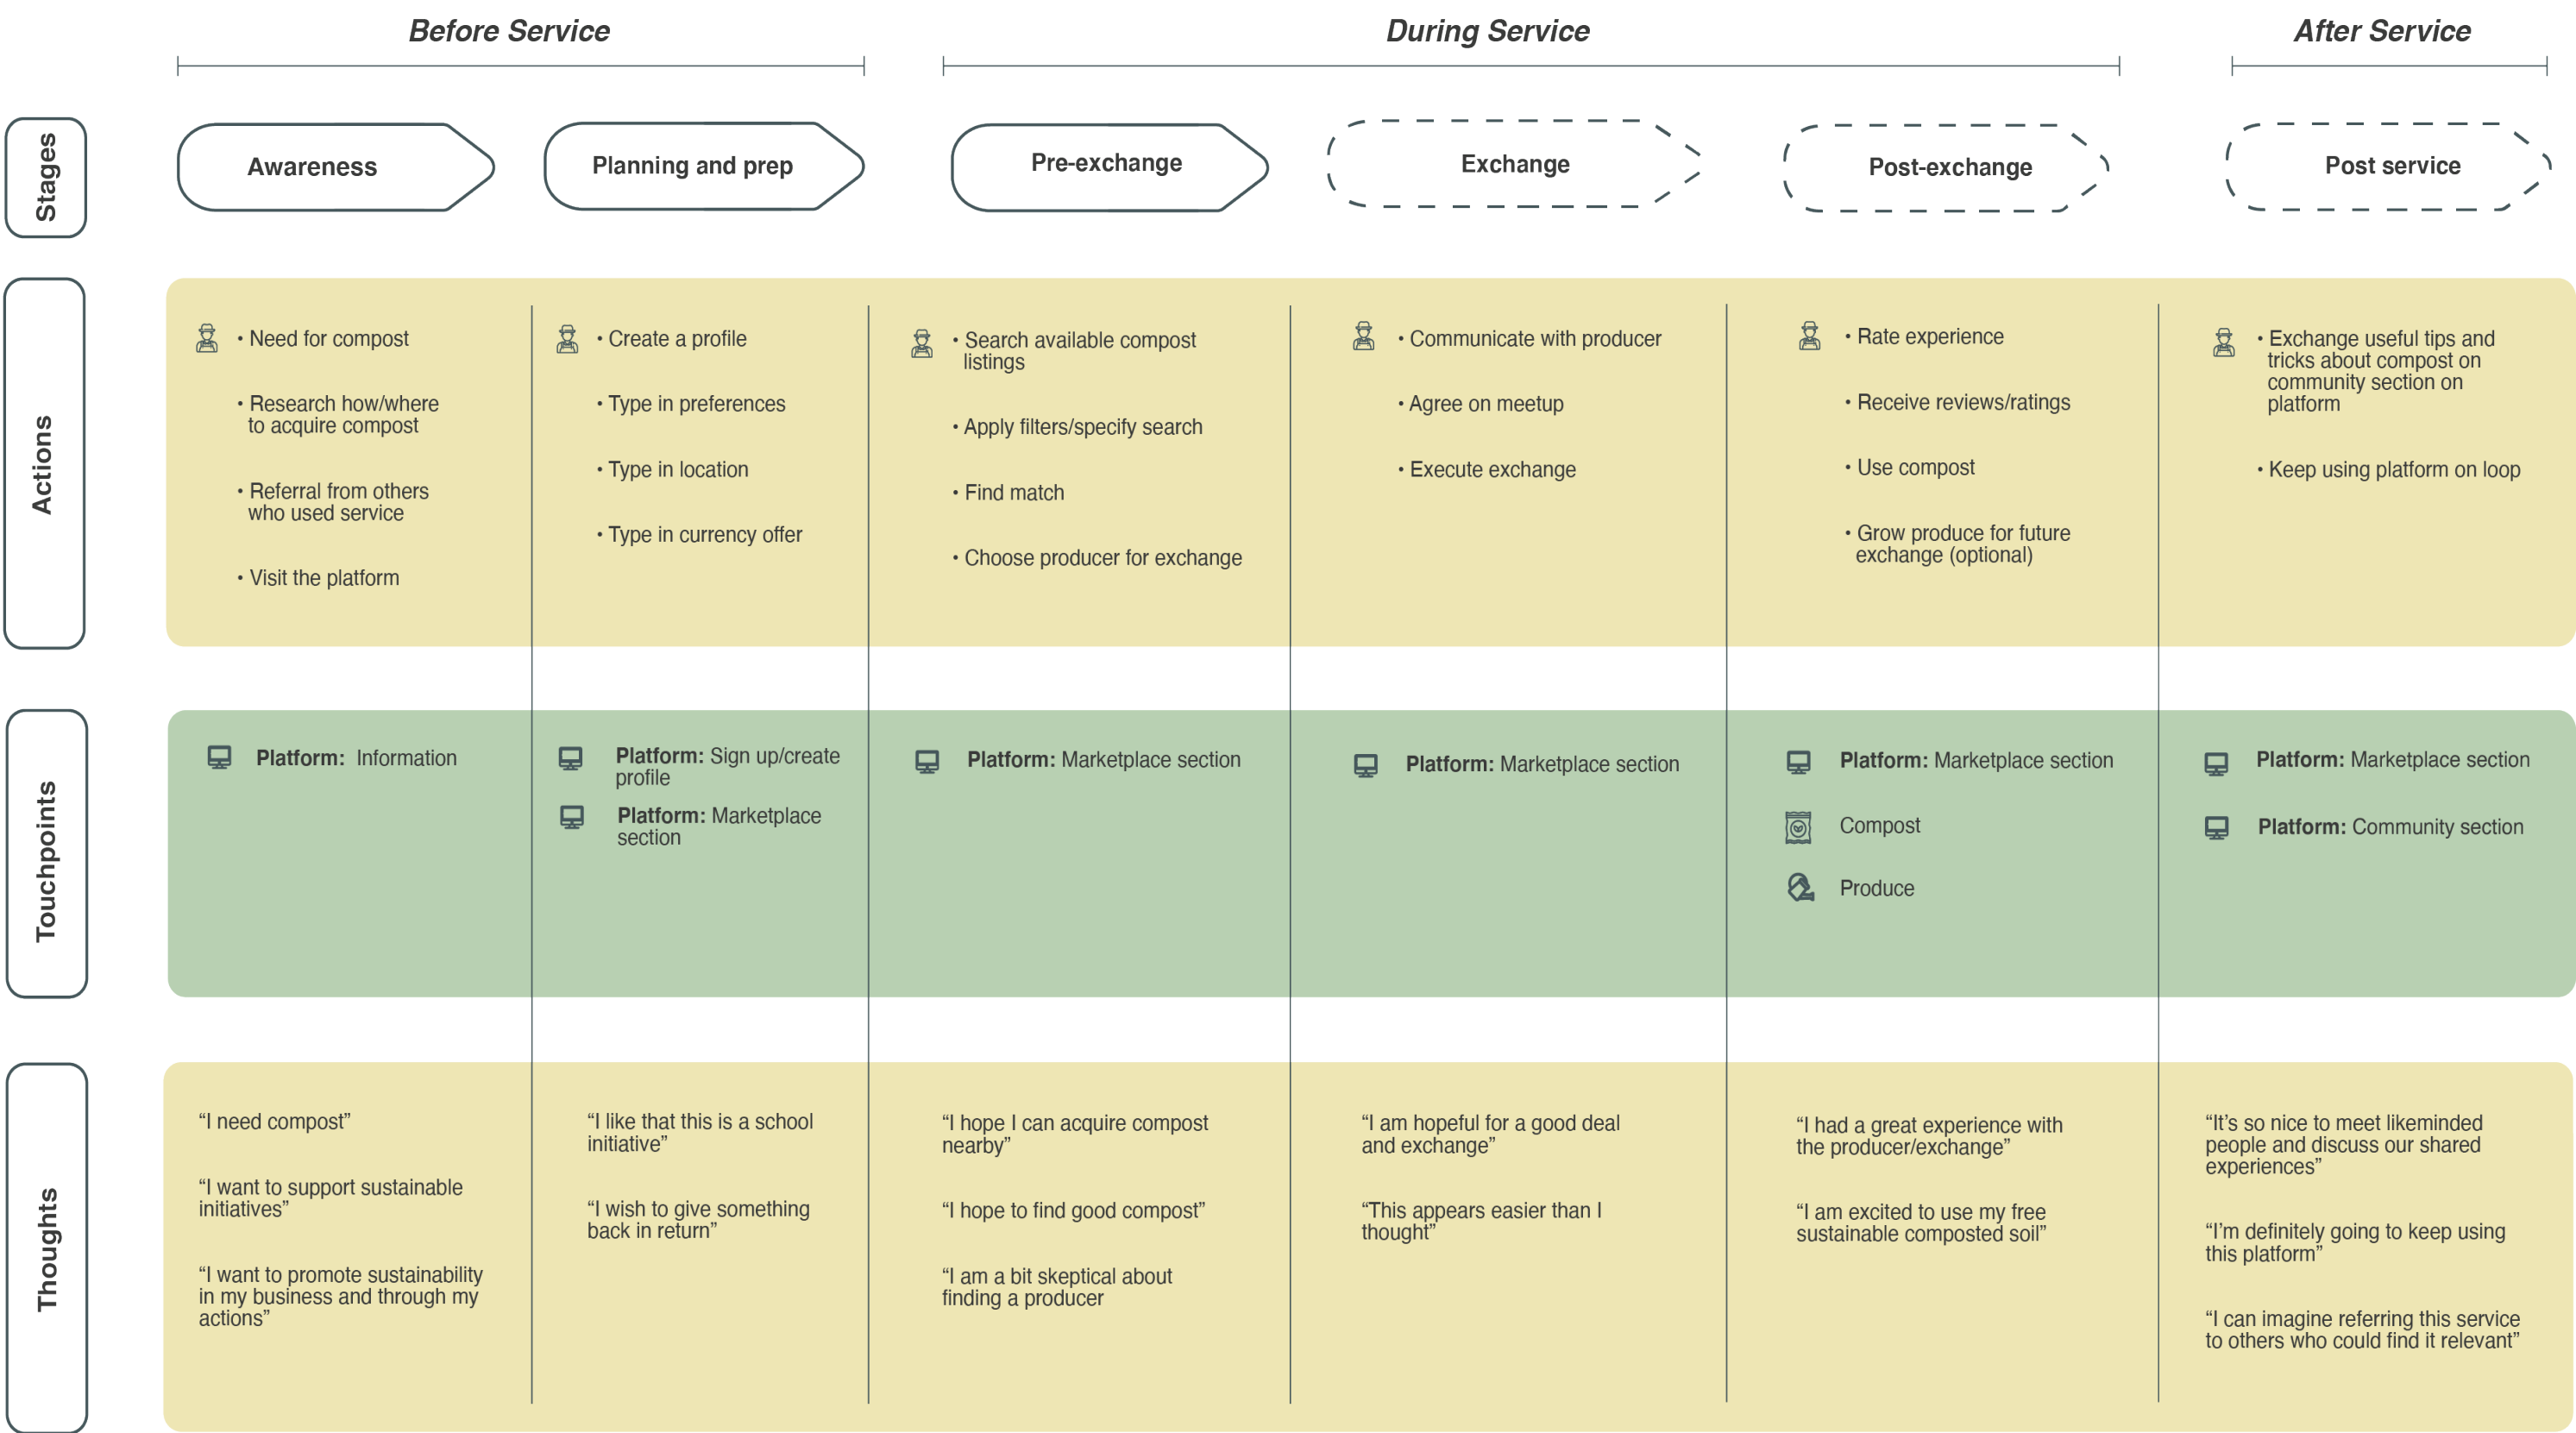 Before Service
During Service
After Service
Stages
Awareness
Planning and prep
Pre-exchange
Exchange
Post-exchange
Post service
Actions
• Need for compost
• Research how/where
to acquire compost
• Referral from others
who used service
• Visit the platform
• Create a profile
• Type in preferences
• Type in location
• Type in currency offer
• Search available compost
listings
• Apply filters/specify search
• Find match
• Choose producer for exchange
• Communicate with producer
• Agree on meetup
• Execute exchange
• Rate experience
• Receive reviews/ratings
• Use compost
• Grow produce for future
exchange (optional)
• Exchange useful tips and
tricks about compost on
community section on
platform
• Keep using platform on loop
Touchpoints
Platform: Information
Platform: Sign up/create
profile
Platform: Marketplace
section
Platform: Marketplace section
Platform: Marketplace section
Platform: Marketplace section
Compost
Produce
Platform: Marketplace section
Platform: Community section
Thoughts
“I need compost”
“I want to support sustainable
initiatives”
“I want to promote sustainability
in my business and through my
actions”
“I like that this is a school
initiative”
“I wish to give something
back in return”
“I hope I can acquire compost
nearby”
“I hope to find good compost”
“I am a bit skeptical about
finding a producer
“I am hopeful for a good deal
and exchange”
“This appears easier than I
thought”
“I had a great experience with
the producer/exchange”
“I am excited to use my free
sustainable composted soil”
“It’s so nice to meet likeminded
people and discuss our shared
experiences”
“I’m definitely going to keep using
this platform”
“I can imagine referring this service
to others who could find it relevant”